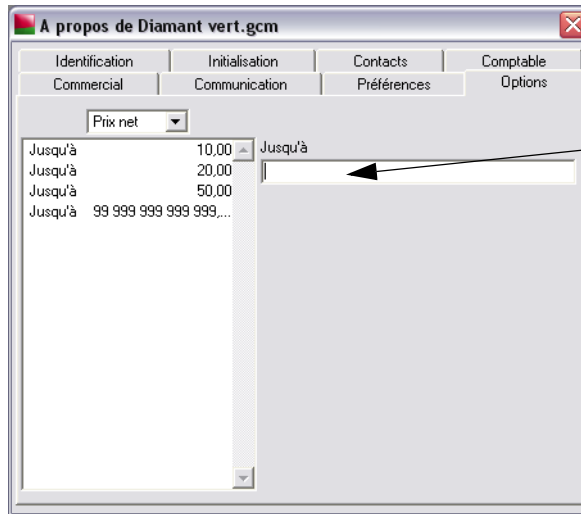 A propos de Diamant vert.gcm
Identification Initialisation Contacts Comptable
Commercial Communication Préférences Options
Prix net
Jusqu'à 10,00
Jusqu'à 20,00
Jusqu'à 50,00
Jusqu'à 99 999 999 999 999,...
Jusqu'à